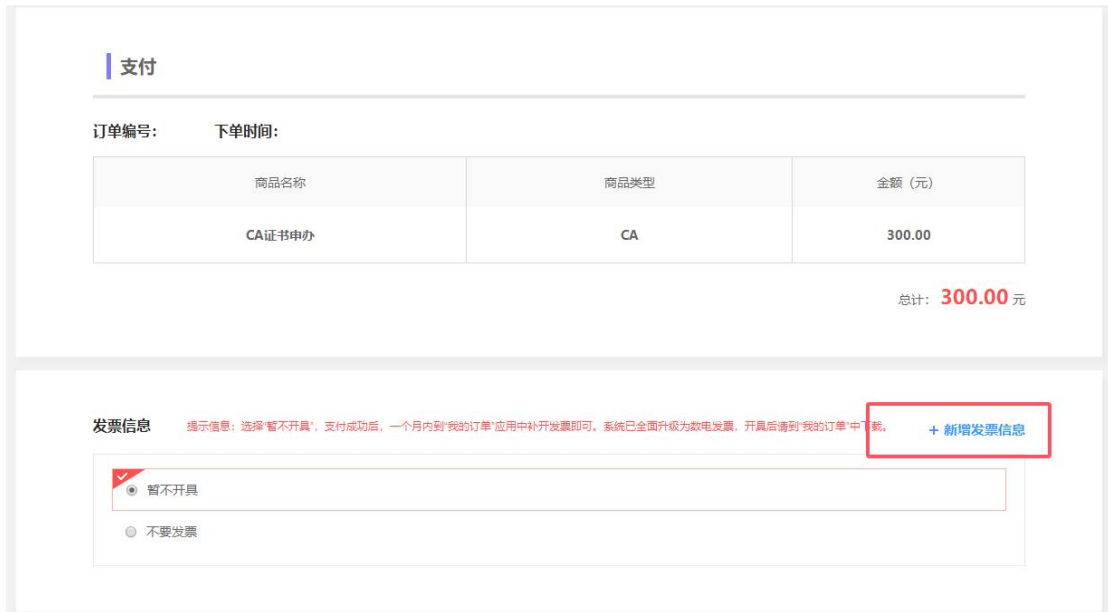 支付
订单编号： 下单时间：
商品名称 商品类型 金额（元）
CA证书申办 CA 300.00
总计： 300.00 元
发票信息 提示信息：选择“暂不开具”，支付成功后，一个月内到“我的订单”应用中补开发票即可。系统已全面升级为数电发票，开具后请到“我的订单”中下载。 + 新增发票信息
暂不开具
不要发票